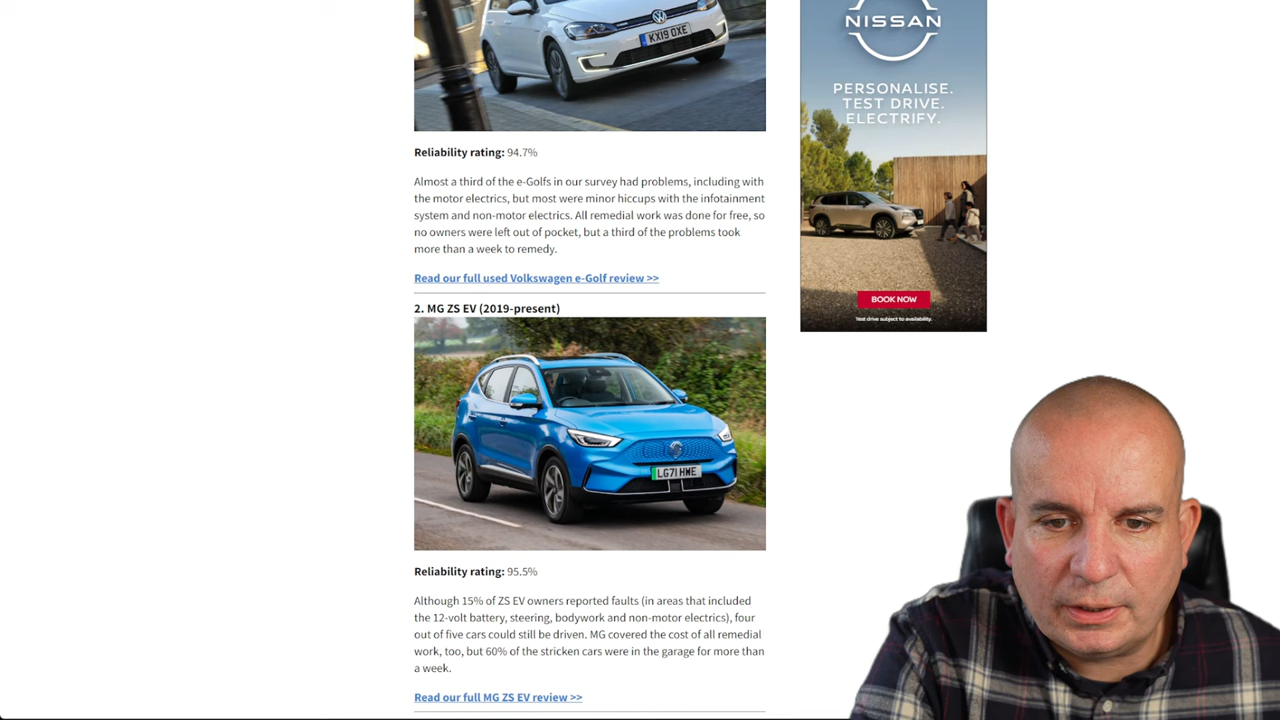 KX19 OXE
NISSAN
PERSONALISE.
TEST DRIVE.
ELECTRIFY.
BOOK NOW
Test drive subject to availability.
Reliability rating: 94.7%
Almost a third of the e-Golfs in our survey had problems, including with
the motor electrics, but most were minor hiccups with the infotainment
system and non-motor electrics. All remedial work was done for free, so
no owners were left out of pocket, but a third of the problems took
more than a week to remedy.
Read our full used Volkswagen e-Golf review >>
2. MG ZS EV (2019-present)
LG71 HWE
Reliability rating: 95.5%
Although 15% of ZS EV owners reported faults (in areas that included
the 12-volt battery, steering, bodywork and non-motor electrics), four
out of five cars could still be driven. MG covered the cost of all remedial
work, too, but 60% of the stricken cars were in the garage for more than
a week.
Read our full MG ZS EV review >>